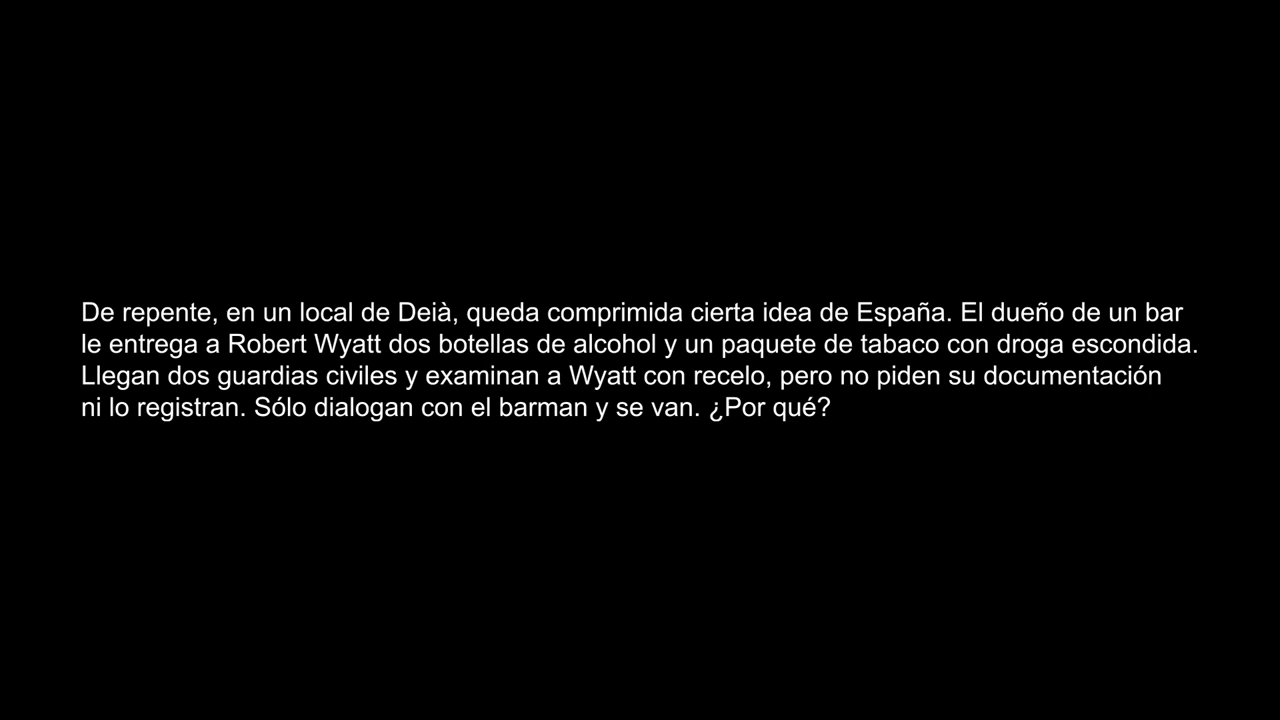 De repente, en un local de Deià, queda comprimida cierta idea de España. El dueño de un bar
le entrega a Robert Wyatt dos botellas de alcohol y un paquete de tabaco con droga escondida.
Llegan dos guardias civiles y examinan a Wyatt con recelo, pero no piden su documentación
ni lo registran. Sólo dialogan con el barman y se van. ¿Por qué?